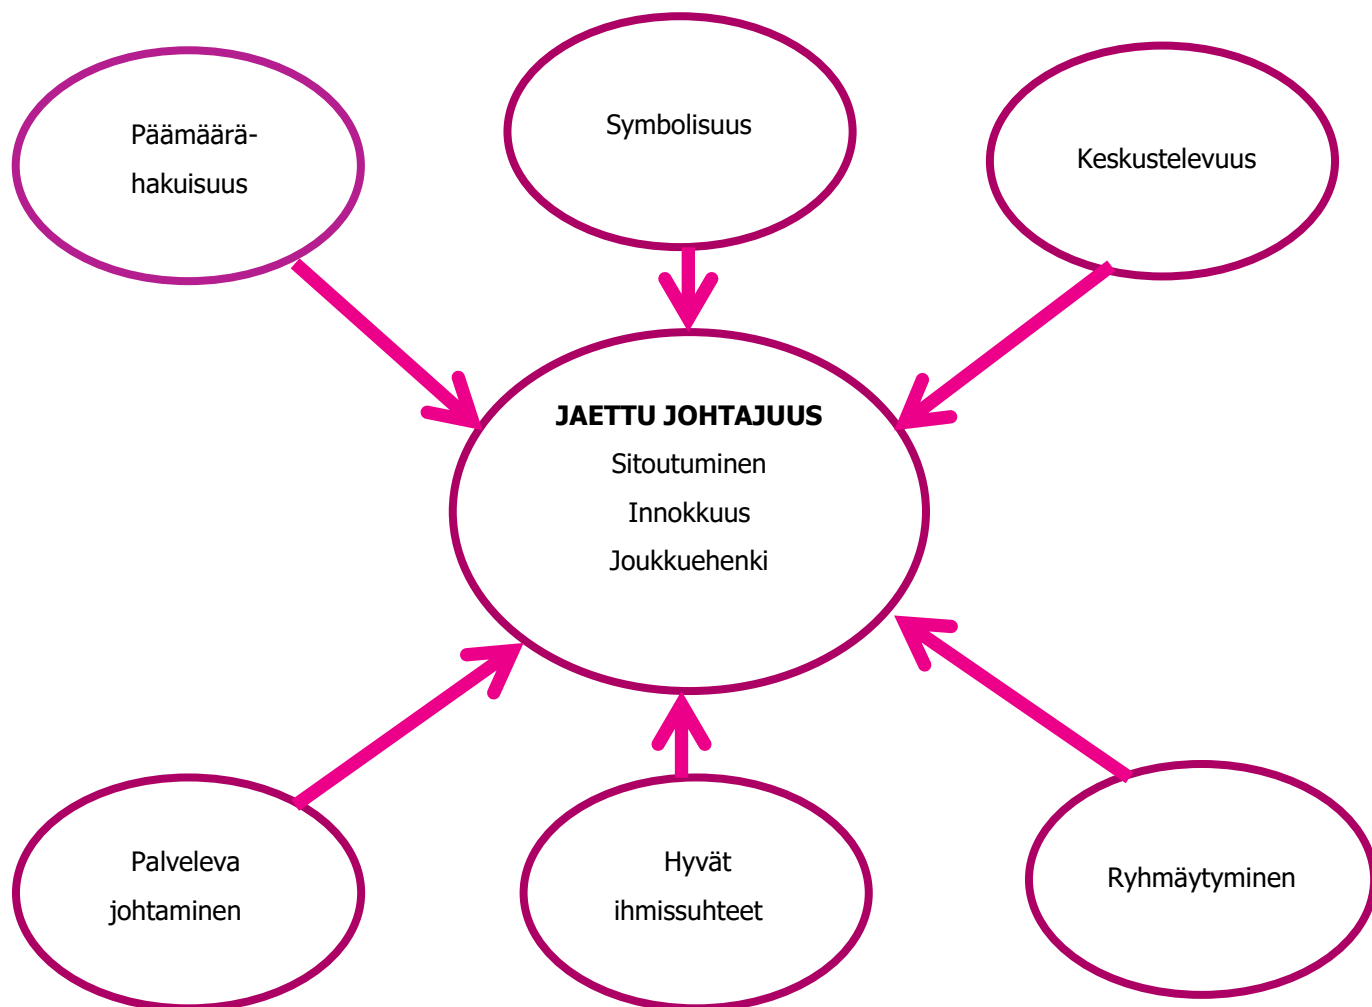 Päämäärä-
hakuisuus
Symbolisuus
Keskustelevuus
JAETTU JOHTAJUUS
Sitoutuminen
Innokkuus
Joukkuehenki
Palveleva
johtaminen
Hyvät
ihmissuhteet
Ryhmäytyminen